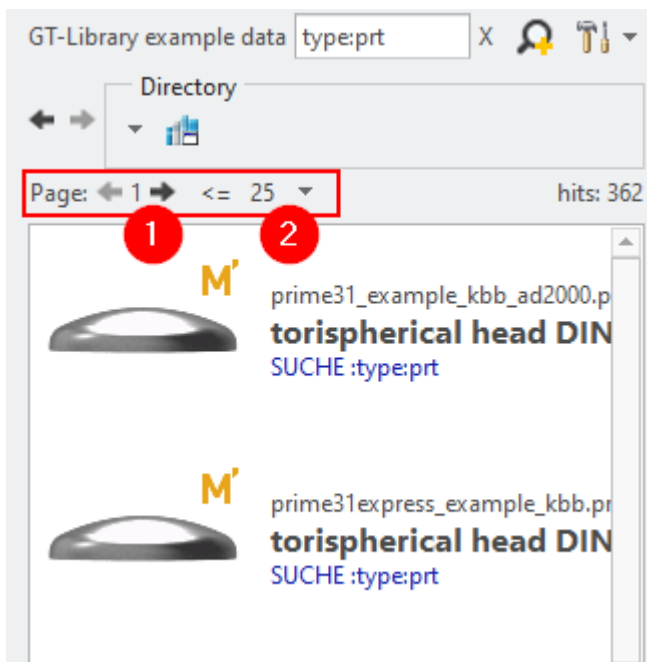 GT-Library example data type:prt X
Directory
Page: 1 <= 25 hits: 362
1 2
M'
prime31_example_kbb_ad2000.p
torispherical head DIN
SUCHE :type:prt
M'
prime31express_example_kbb.pr
torispherical head DIN
SUCHE :type:prt